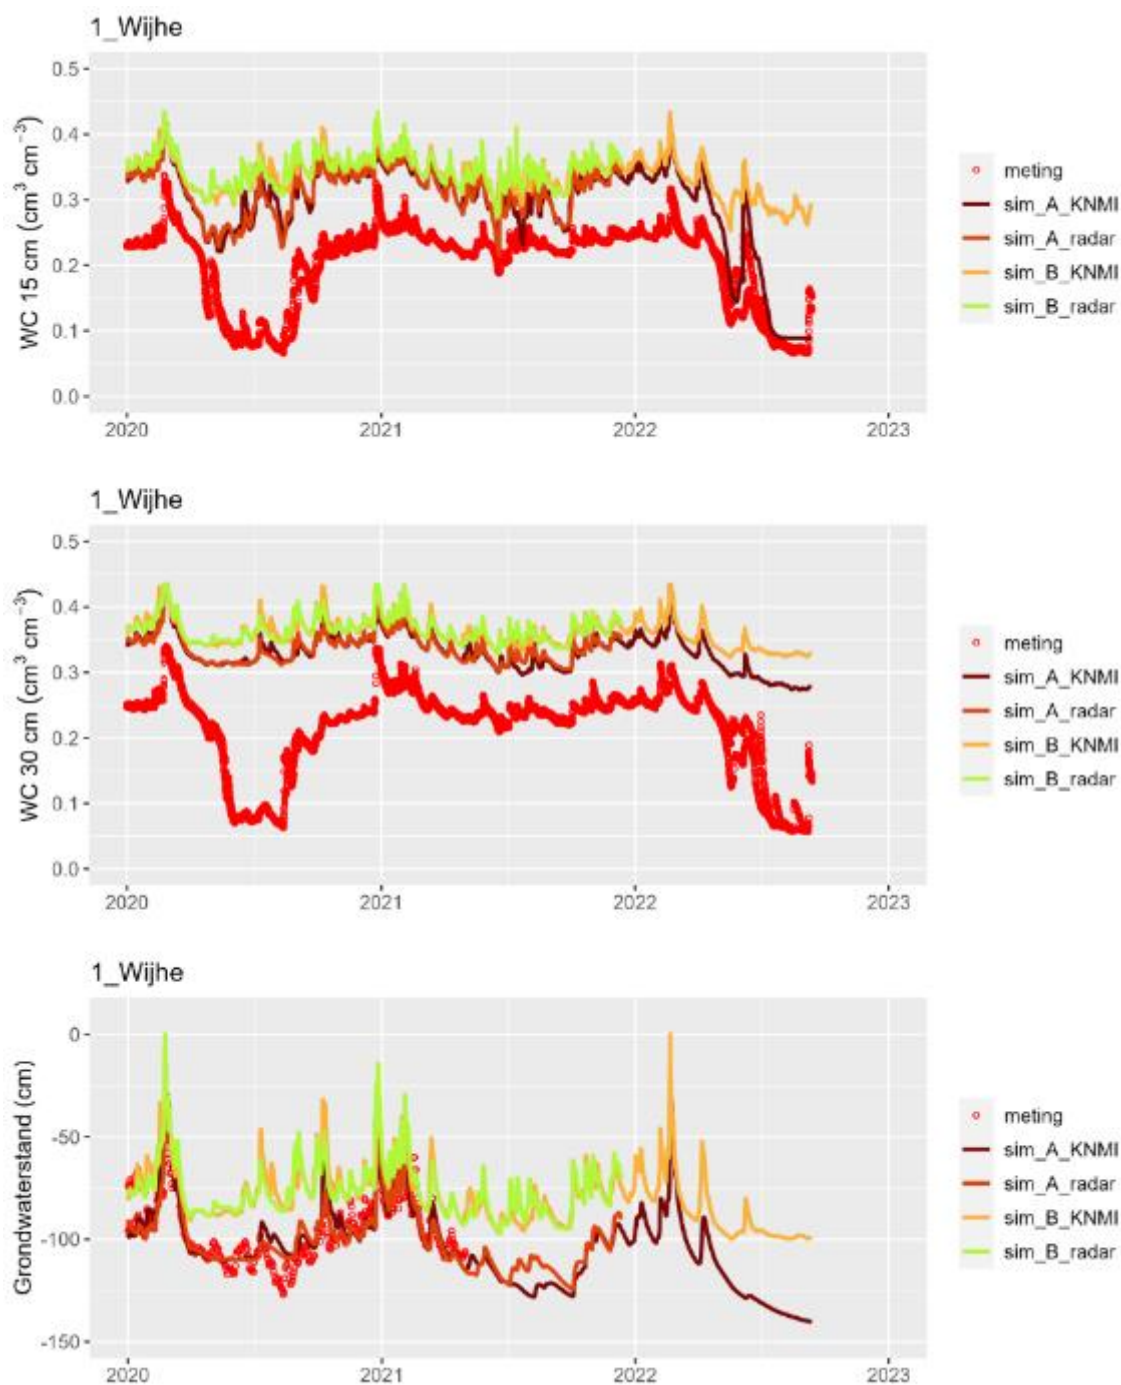 1_Wijhe
WC 15 cm (cm³ cm⁻³)
0.5
0.4
0.3
0.2
0.1
0.0
2020 2021 2022 2023
meting
sim_A_KNMI
sim_A_radar
sim_B_KNMI
sim_B_radar
1_Wijhe
WC 30 cm (cm³ cm⁻³)
0.5
0.4
0.3
0.2
0.1
0.0
2020 2021 2022 2023
meting
sim_A_KNMI
sim_A_radar
sim_B_KNMI
sim_B_radar
1_Wijhe
Grondwaterstand (cm)
0
-50
-100
-150
2020 2021 2022 2023
meting
sim_A_KNMI
sim_A_radar
sim_B_KNMI
sim_B_radar